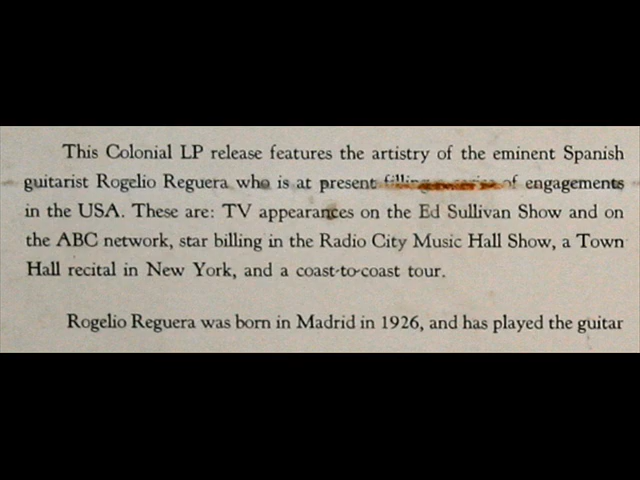 This Colonial LP release features the artistry of the eminent Spanish
guitarist Rogelio Reguera who is at present filling a series of engagements
in the USA. These are: TV appearances on the Ed Sullivan Show and on
the ABC network, star billing in the Radio City Music Hall Show, a Town
Hall recital in New York, and a coast-to-coast tour.
Rogelio Reguera was born in Madrid in 1926, and has played the guitar